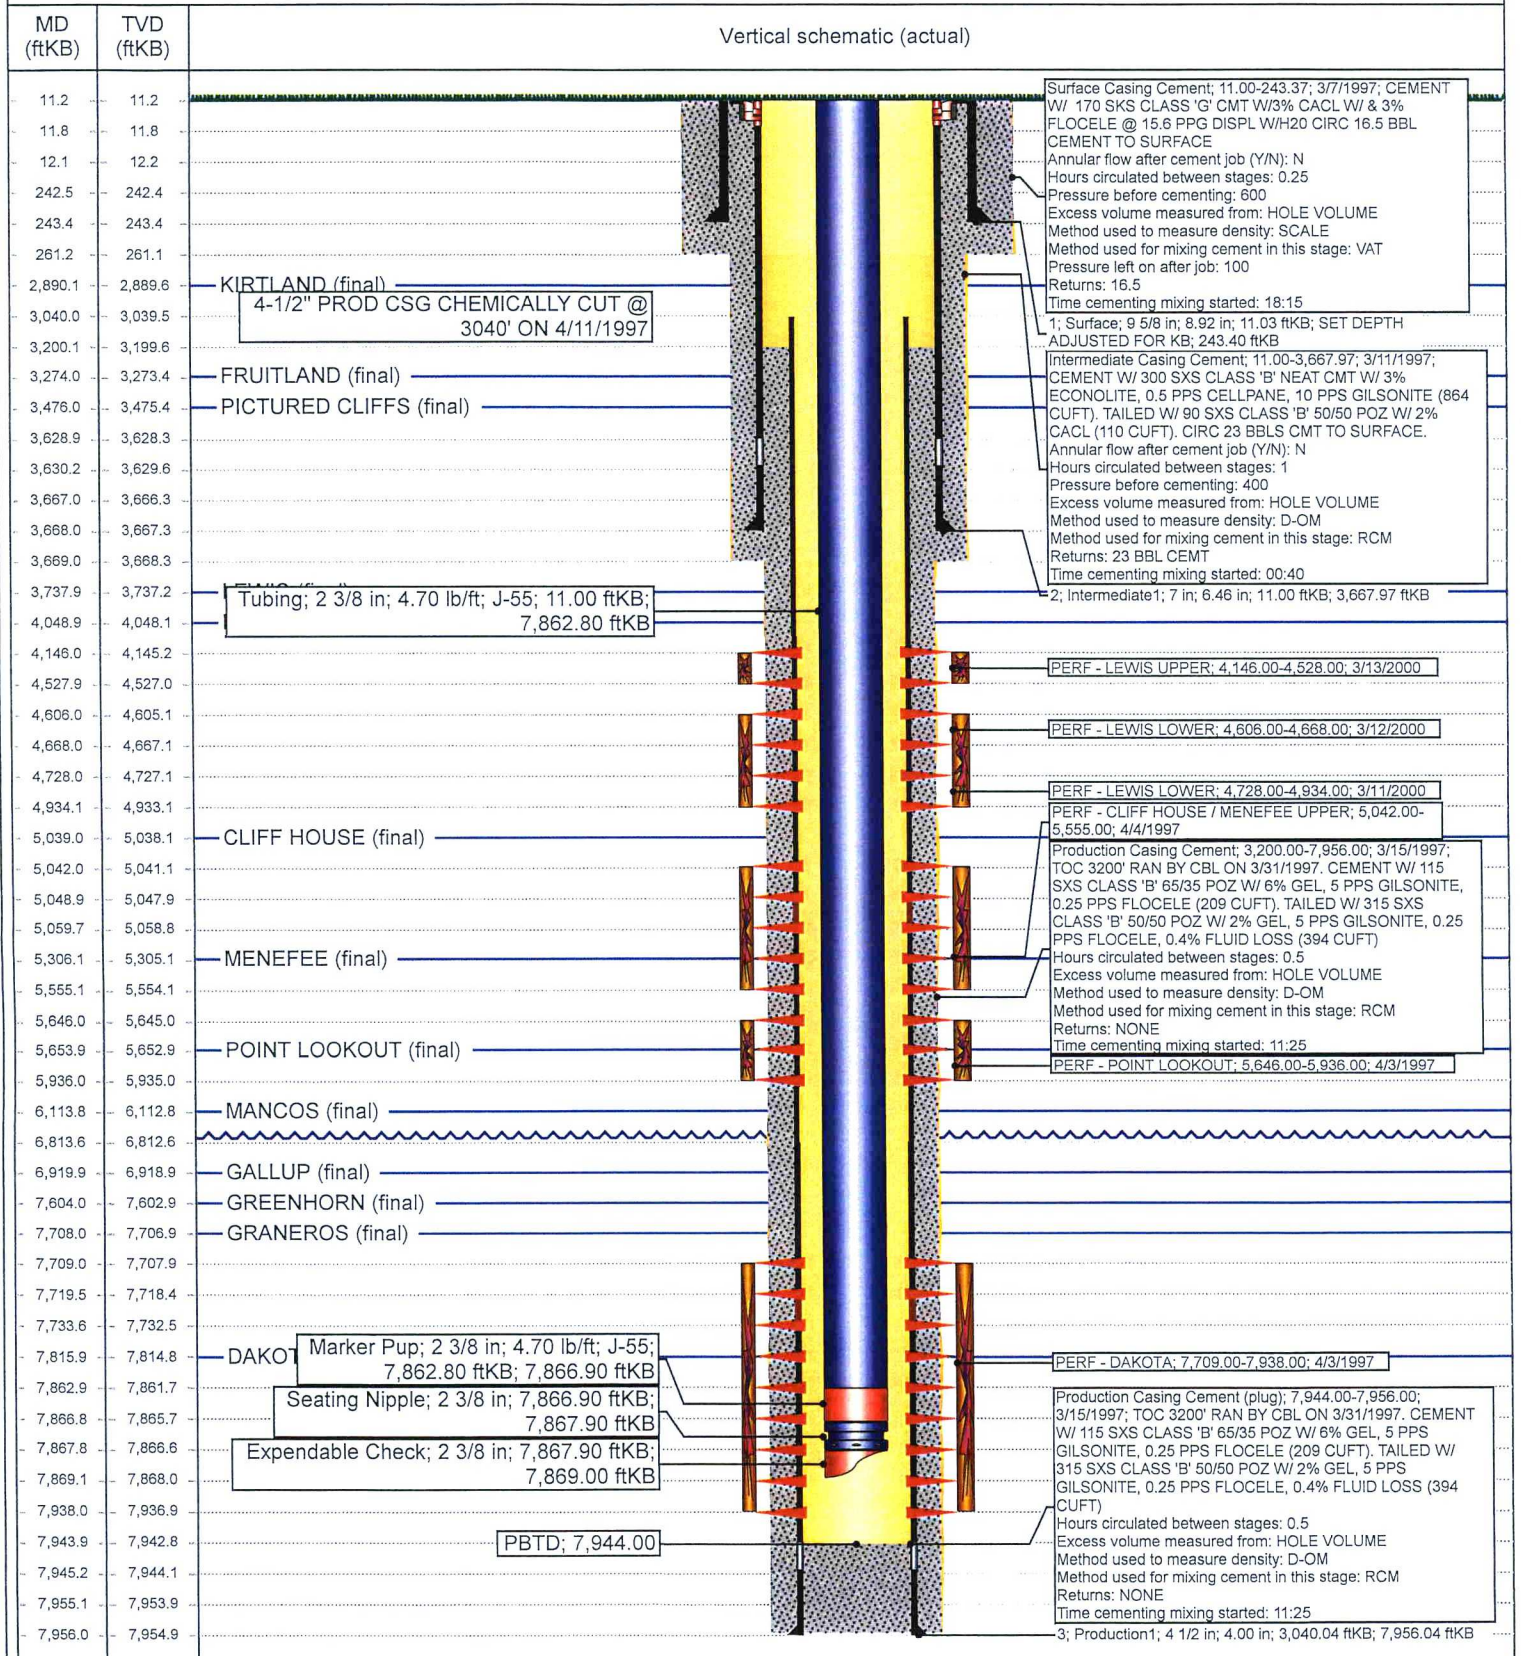 MD
(ftKB)
TVD
(ftKB)
Vertical schematic (actual)
11.2 11.2
11.8 11.8
12.1 12.2
242.5 242.4
243.4 243.4
261.2 261.1
2,890.1 2,889.6
3,040.0 3,039.5
3,200.1 3,199.6
3,274.0 3,273.4
3,476.0 3,475.4
3,628.9 3,628.3
3,630.2 3,629.6
3,667.0 3,666.3
3,668.0 3,667.3
3,669.0 3,668.3
3,737.9 3,737.2
4,048.9 4,048.1
4,146.0 4,145.2
4,527.9 4,527.0
4,606.0 4,605.1
4,668.0 4,667.1
4,728.0 4,727.1
4,934.1 4,933.1
5,039.0 5,038.1
5,042.0 5,041.1
5,048.9 5,047.9
5,059.7 5,058.8
5,306.1 5,305.1
5,555.1 5,554.1
5,646.0 5,645.0
5,653.9 5,652.9
5,936.0 5,935.0
6,113.8 6,112.8
6,813.6 6,812.6
6,919.9 6,918.9
7,604.0 7,602.9
7,708.0 7,706.9
7,709.0 7,707.9
7,719.5 7,718.4
7,733.6 7,732.5
7,815.9 7,814.8
7,862.9 7,861.7
7,866.8 7,865.7
7,867.8 7,866.6
7,869.1 7,868.0
7,938.0 7,936.9
7,943.9 7,942.8
7,945.2 7,944.1
7,955.1 7,953.9
7,956.0 7,954.9
KIRTLAND (final)
4-1/2" PROD CSG CHEMICALLY CUT @
3040' ON 4/11/1997
FRUITLAND (final)
PICTURED CLIFFS (final)
Tubing; 2 3/8 in; 4.70 lb/ft; J-55; 11.00 ftKB;
7,862.80 ftKB
CLIFF HOUSE (final)
MENEFEE (final)
POINT LOOKOUT (final)
MANCOS (final)
GALLUP (final)
GREENHORN (final)
GRANEROS (final)
DAKOT
Marker Pup; 2 3/8 in; 4.70 lb/ft; J-55;
7,862.80 ftKB; 7,866.90 ftKB
Seating Nipple; 2 3/8 in; 7,866.90 ftKB;
7,867.90 ftKB
Expendable Check; 2 3/8 in; 7,867.90 ftKB;
7,869.00 ftKB
PBTD; 7,944.00
Surface Casing Cement; 11.00-243.37; 3/7/1997; CEMENT
W/ 170 SKS CLASS 'G' CMT W/3% CACL W/ & 3%
FLOCELE @ 15.6 PPG DISPL W/H20 CIRC 16.5 BBL
CEMENT TO SURFACE
Annular flow after cement job (Y/N): N
Hours circulated between stages: 0.25
Pressure before cementing: 600
Excess volume measured from: HOLE VOLUME
Method used to measure density: SCALE
Method used for mixing cement in this stage: VAT
Pressure left on after job: 100
Returns: 16.5
Time cementing mixing started: 18:15
1; Surface; 9 5/8 in; 8.92 in; 11.03 ftKB; SET DEPTH
ADJUSTED FOR KB; 243.40 ftKB
Intermediate Casing Cement; 11.00-3,667.97; 3/11/1997;
CEMENT W/ 300 SXS CLASS 'B' NEAT CMT W/ 3%
ECONOLITE, 0.5 PPS CELLPANE, 10 PPS GILSONITE (864
CUFT). TAILED W/ 90 SXS CLASS 'B' 50/50 POZ W/ 2%
CACL (110 CUFT). CIRC 23 BBLS CMT TO SURFACE.
Annular flow after cement job (Y/N): N
Hours circulated between stages: 1
Pressure before cementing: 400
Excess volume measured from: HOLE VOLUME
Method used to measure density: D-OM
Method used for mixing cement in this stage: RCM
Returns: 23 BBL CEMT
Time cementing mixing started: 00:40
2; Intermediate1; 7 in; 6.46 in; 11.00 ftKB; 3,667.97 ftKB
PERF - LEWIS UPPER; 4,146.00-4,528.00; 3/13/2000
PERF - LEWIS LOWER; 4,606.00-4,668.00; 3/12/2000
PERF - LEWIS LOWER; 4,728.00-4,934.00; 3/11/2000
PERF - CLIFF HOUSE / MENEFEE UPPER; 5,042.00-
5,555.00; 4/4/1997
Production Casing Cement; 3,200.00-7,956.00; 3/15/1997;
TOC 3200' RAN BY CBL ON 3/31/1997. CEMENT W/ 115
SXS CLASS 'B' 65/35 POZ W/ 6% GEL, 5 PPS GILSONITE,
0.25 PPS FLOCELE (209 CUFT). TAILED W/ 315 SXS
CLASS 'B' 50/50 POZ W/ 2% GEL, 5 PPS GILSONITE, 0.25
PPS FLOCELE, 0.4% FLUID LOSS (394 CUFT)
Hours circulated between stages: 0.5
Excess volume measured from: HOLE VOLUME
Method used to measure density: D-OM
Method used for mixing cement in this stage: RCM
Returns: NONE
Time cementing mixing started: 11:25
PERF - POINT LOOKOUT; 5,646.00-5,936.00; 4/3/1997
PERF - DAKOTA; 7,709.00-7,938.00; 4/3/1997
Production Casing Cement (plug); 7,944.00-7,956.00;
3/15/1997; TOC 3200' RAN BY CBL ON 3/31/1997. CEMENT
W/ 115 SXS CLASS 'B' 65/35 POZ W/ 6% GEL, 5 PPS
GILSONITE, 0.25 PPS FLOCELE (209 CUFT). TAILED W/
315 SXS CLASS 'B' 50/50 POZ W/ 2% GEL, 5 PPS
GILSONITE, 0.25 PPS FLOCELE, 0.4% FLUID LOSS (394
CUFT)
Hours circulated between stages: 0.5
Excess volume measured from: HOLE VOLUME
Method used to measure density: D-OM
Method used for mixing cement in this stage: RCM
Returns: NONE
Time cementing mixing started: 11:25
3; Production1; 4 1/2 in; 4.00 in; 3,040.04 ftKB; 7,956.04 ftKB